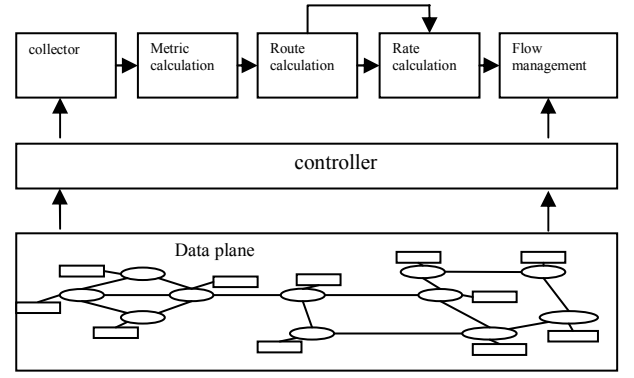 collector
Metric
calculation
Route
calculation
Rate
calculation
Flow
management
controller
Data plane